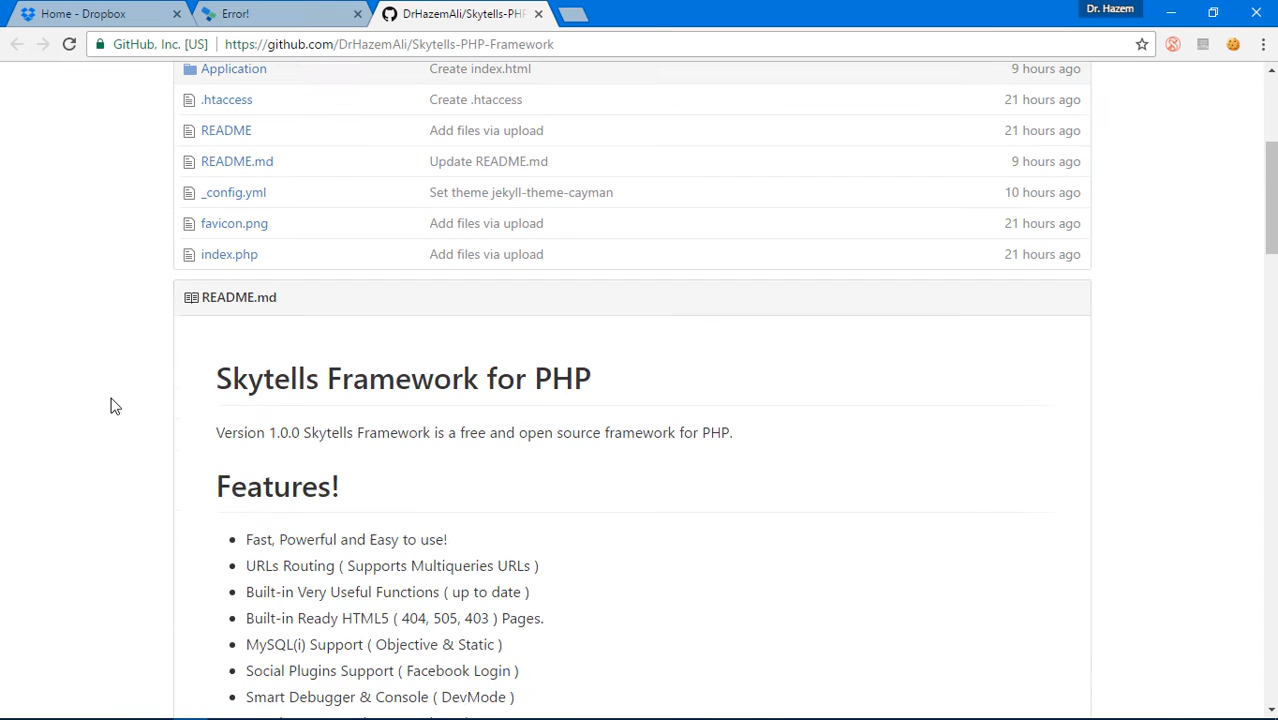 Home - Dropbox
Error!
DrHazemAli/Skytells-PHP-
Dr. Hazem
GitHub, Inc. [US]
https://github.com/DrHazemAli/Skytells-PHP-Framework
Application Create index.html 9 hours ago
.htaccess Create .htaccess 21 hours ago
README Add files via upload 21 hours ago
README.md Update README.md 9 hours ago
_config.yml Set theme jekyll-theme-cayman 10 hours ago
favicon.png Add files via upload 21 hours ago
index.php Add files via upload 21 hours ago
README.md
Skytells Framework for PHP
Version 1.0.0 Skytells Framework is a free and open source framework for PHP.
Features!
Fast, Powerful and Easy to use!
URLs Routing ( Supports Multiqueries URLs )
Built-in Very Useful Functions ( up to date )
Built-in Ready HTML5 ( 404, 505, 403 ) Pages.
MySQL(i) Support ( Objective & Static )
Social Plugins Support ( Facebook Login )
Smart Debugger & Console ( DevMode )